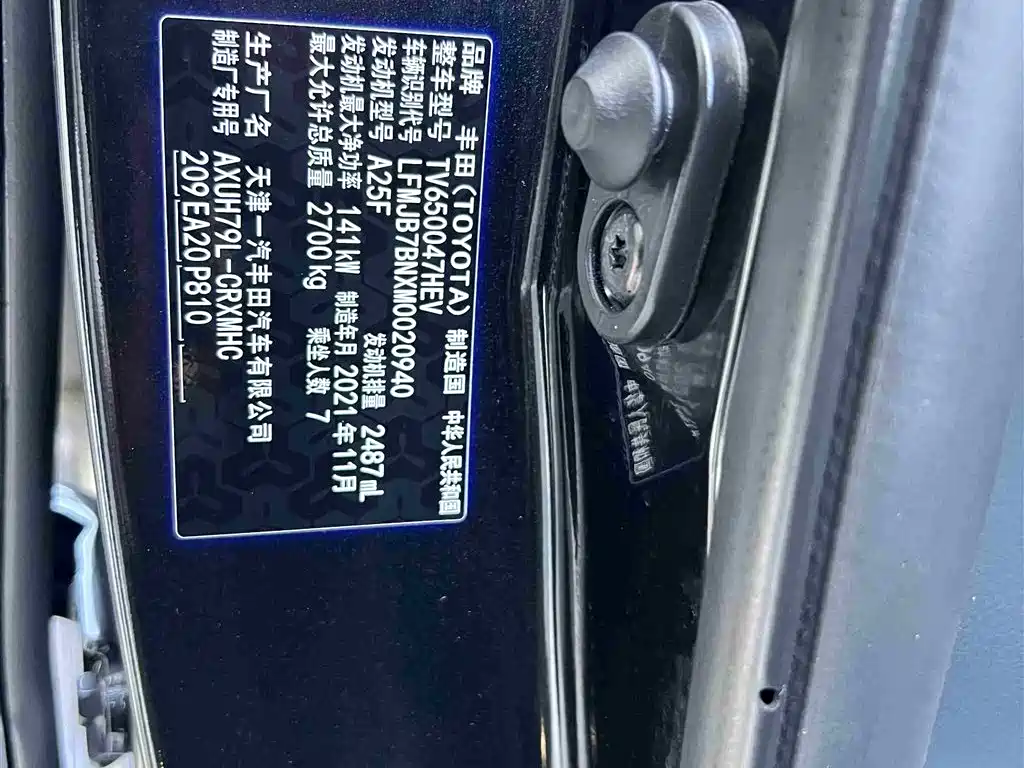 品牌 丰田(TOYOTA) 制造国 中华人民共和国
整车型号 TV650047HEV
车辆识别代号 LFMJB7BNXM0020940
发动机型号 A25F 发动机排量 2487mL
发动机最大净功率 141kW 制造年月 2021年11月
最大允许总质量 2700kg 乘坐人数 7
生产厂名 天津一汽丰田汽车有限公司
制造厂专用号 AXUH79L-CRXMHC
209EA20P810